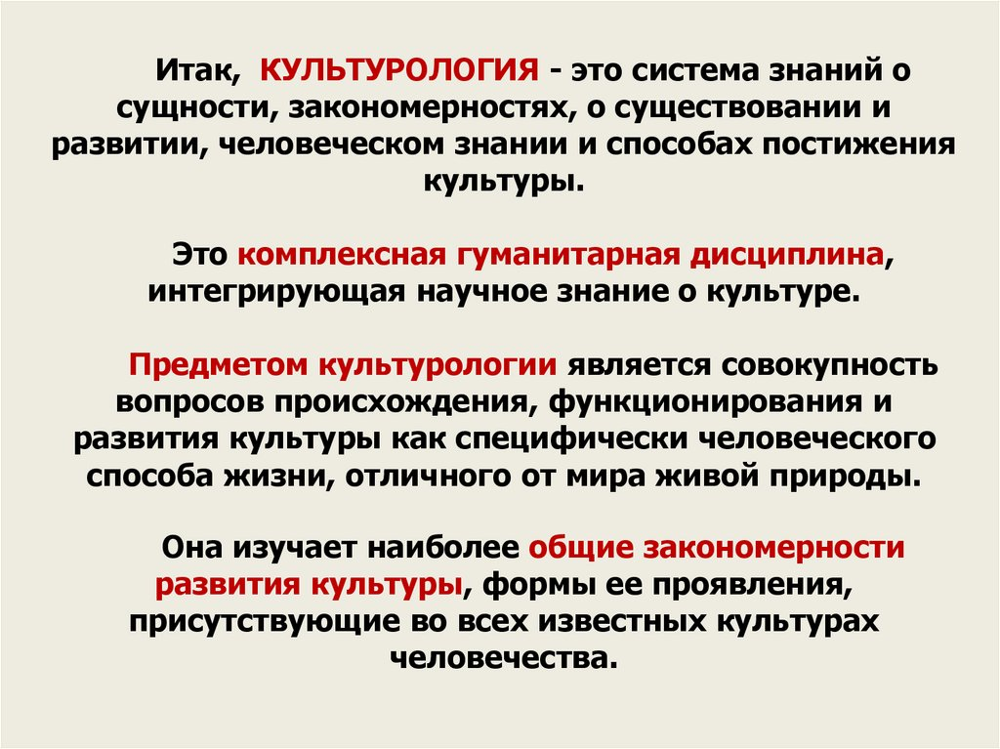 Итак, КУЛЬТУРОЛОГИЯ - это система знаний о
сущности, закономерностях, о существовании и
развитии, человеческом знании и способах постижения
культуры.
Это комплексная гуманитарная дисциплина,
интегрирующая научное знание о культуре.
Предметом культурологии является совокупность
вопросов происхождения, функционирования и
развития культуры как специфически человеческого
способа жизни, отличного от мира живой природы.
Она изучает наиболее общие закономерности
развития культуры, формы ее проявления,
присутствующие во всех известных культурах
человечества.